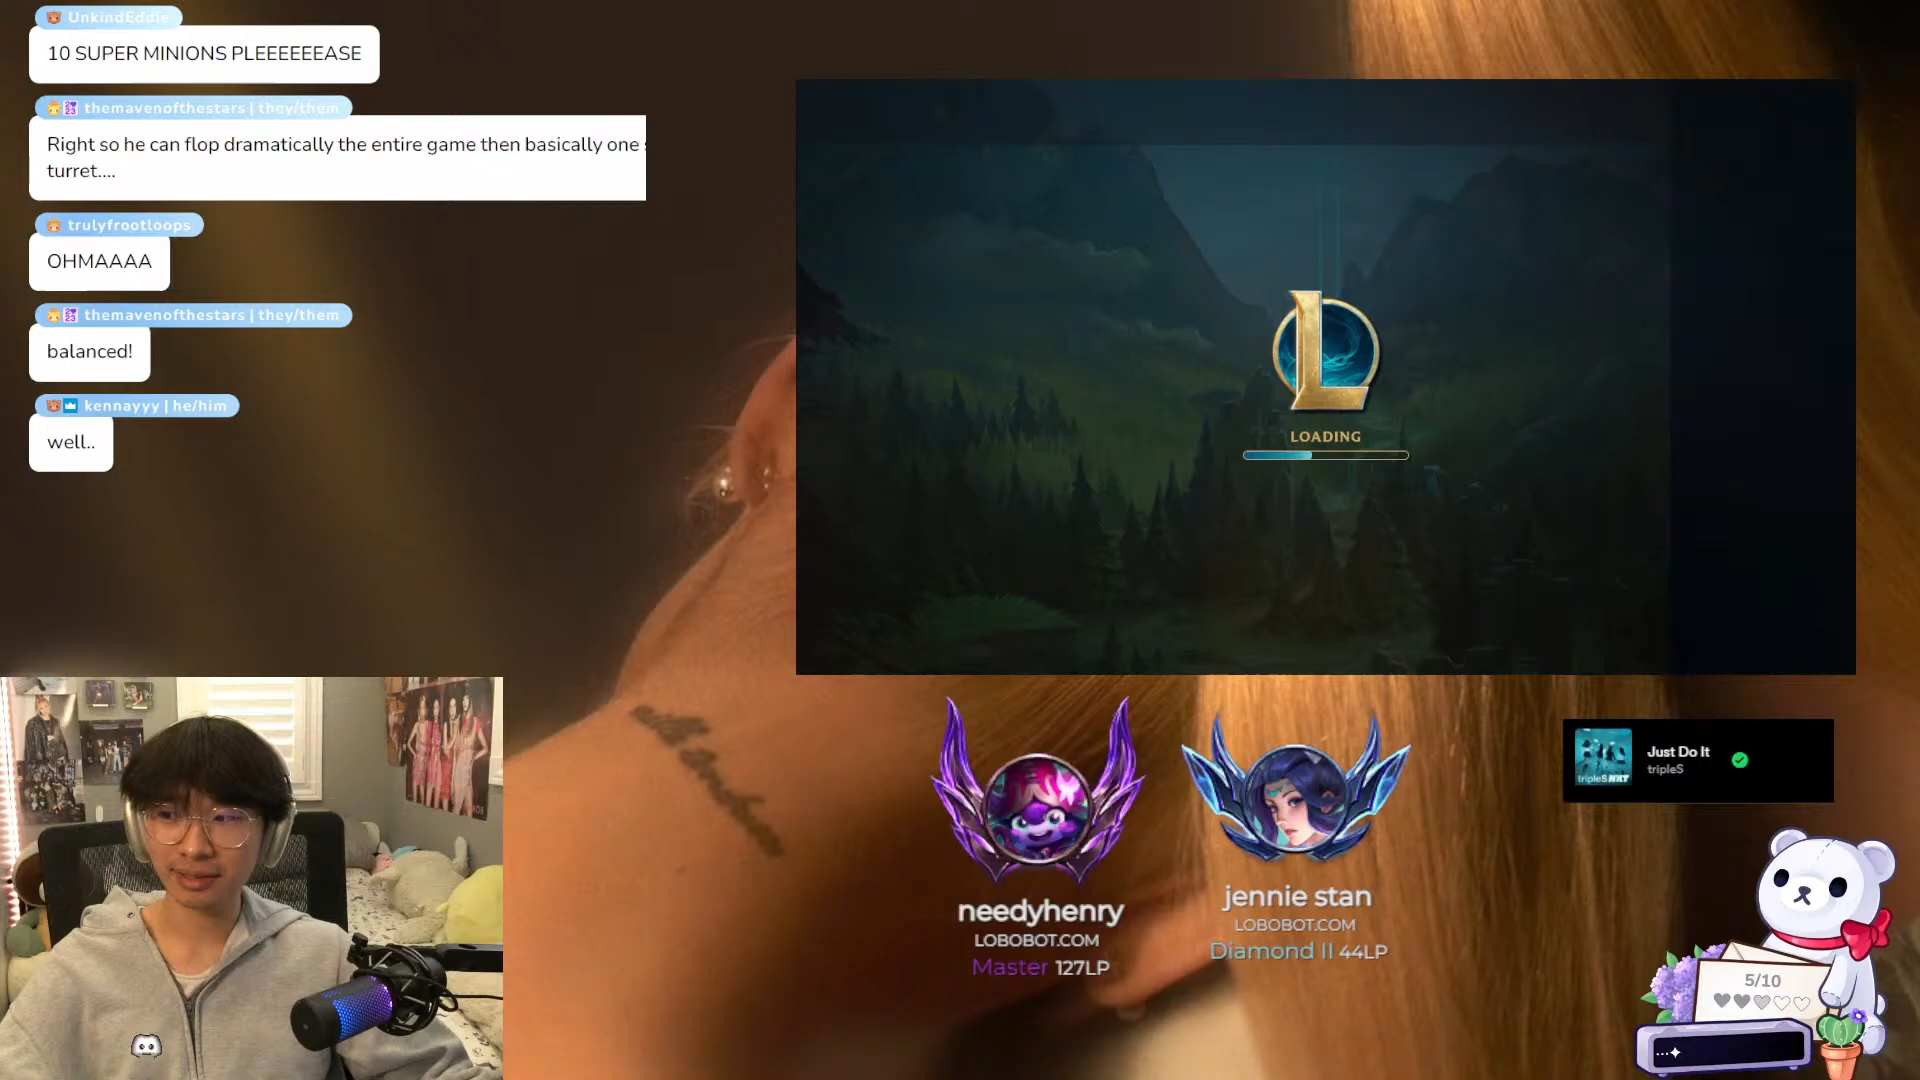 UnkindEddie
10 SUPER MINIONS PLEEEEEEASE
themavenofthestars | they/them
Right so he can flop dramatically the entire game then basically one
turret....
trulyfrootloops
OHMAAAA
themavenofthestars | they/them
balanced!
kennayyy | he/him
well..
LOADING
needyhenry
LOBOBOT.COM
Master 127LP
jennie stan
LOBOBOT.COM
Diamond II 44LP
Just Do It
tripleS
tripleS NXT
5/10